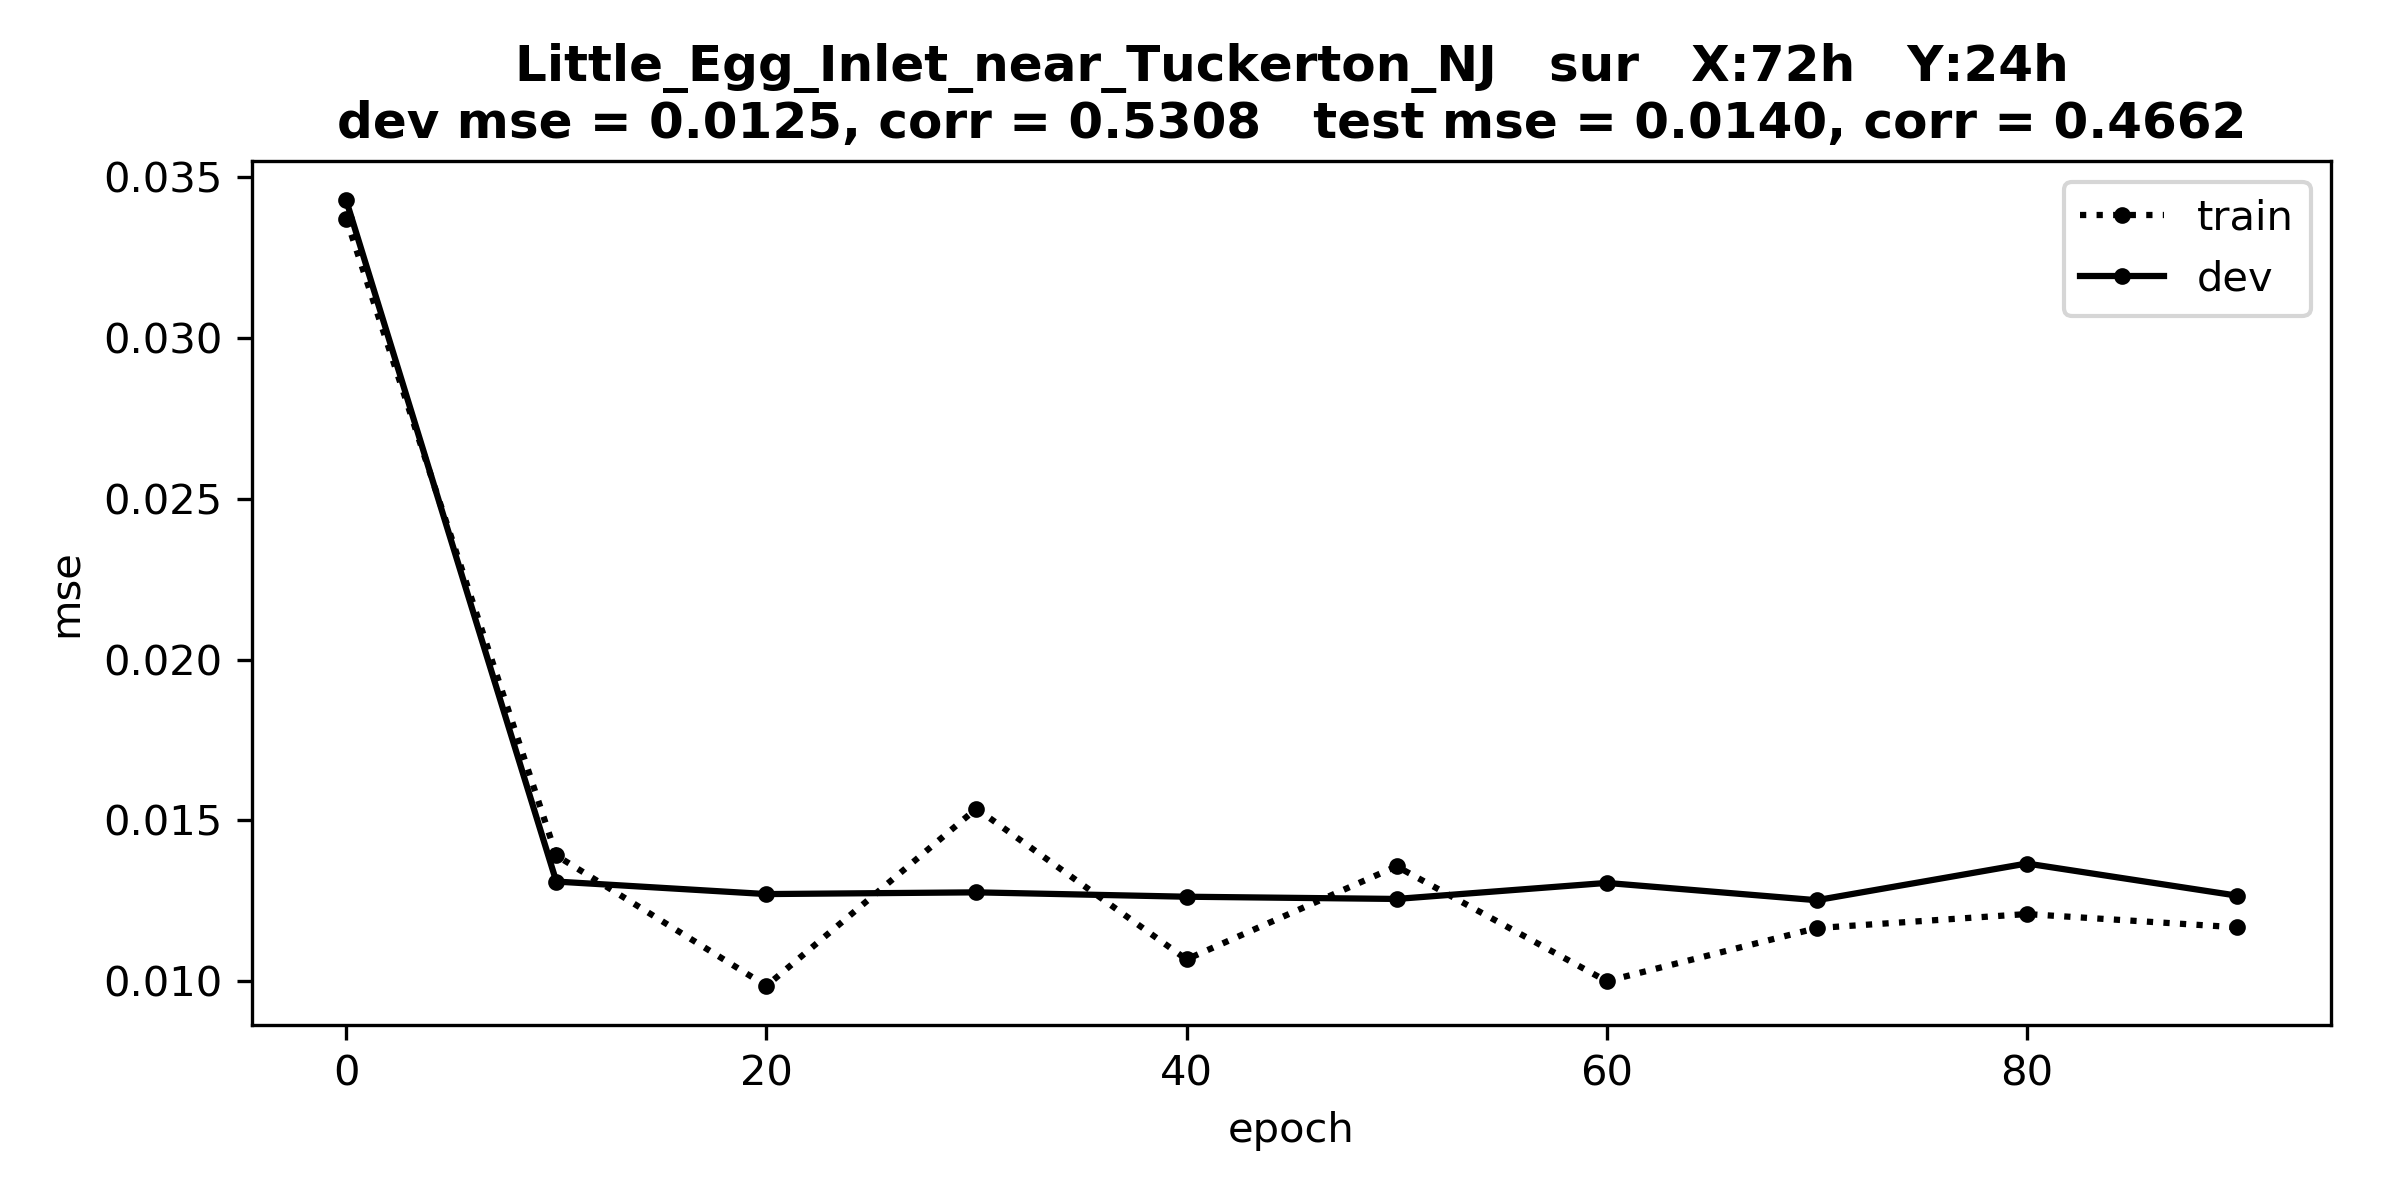 Little_Egg_Inlet_near_Tuckerton_NJ   sur   X:72h   Y:24h
dev mse = 0.0125, corr = 0.5308   test mse = 0.0140, corr = 0.4662
0.035
0.030
0.025
0.020
0.015
0.010
mse
train
dev
0 20 40 60 80
epoch